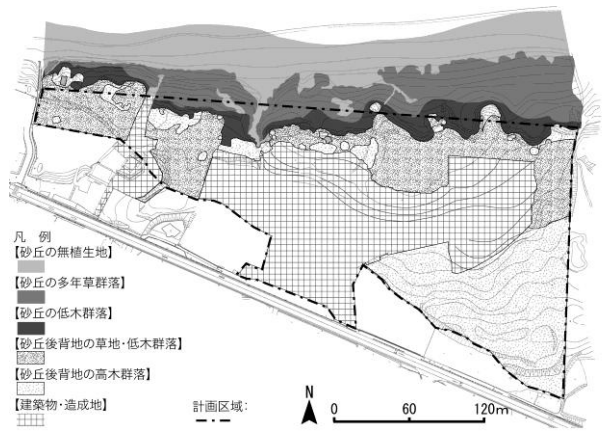 凡 例
【砂丘の無植生地】
【砂丘の多年草群落】
【砂丘の低木群落】
【砂丘後背地の草地・低木群落】
【砂丘後背地の高木群落】
【建築物・造成地】
計画区域:
N
0 60 120m